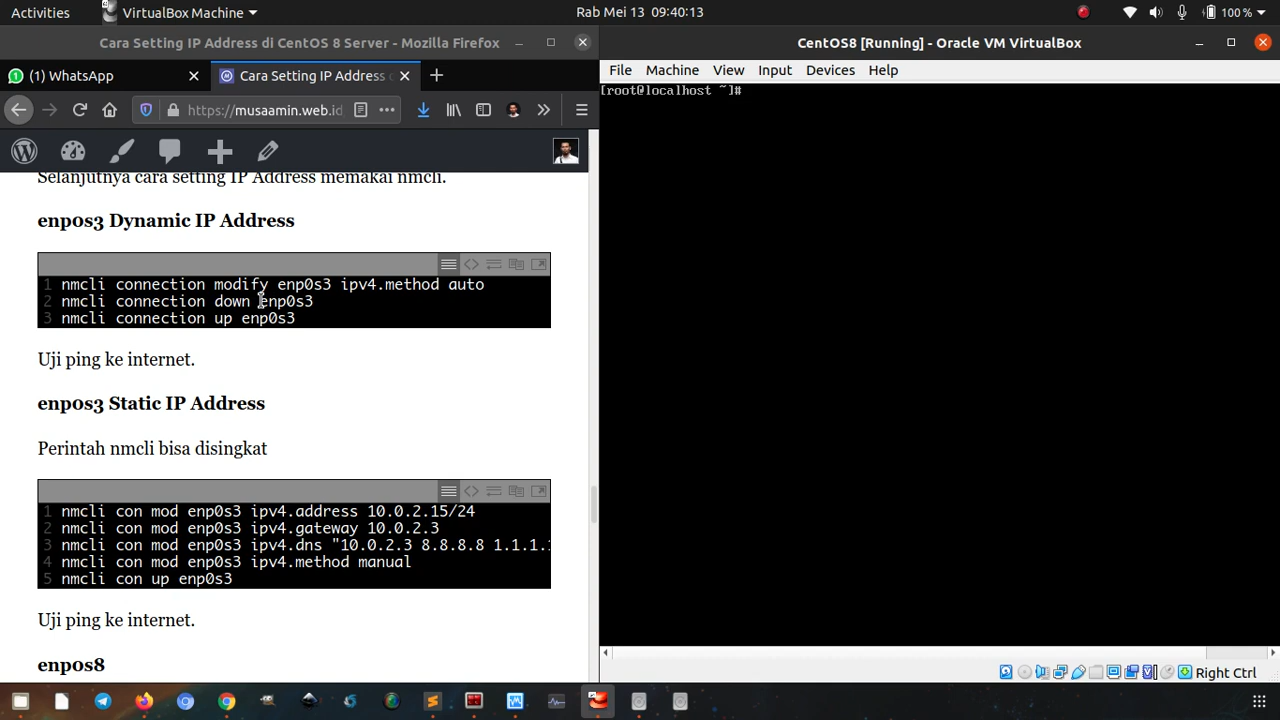 Activities VirtualBox Machine Rab Mei 13 09:40:13 100 %
Cara Setting IP Address di CentOS 8 Server - Mozilla Firefox
CentOS8 [Running] - Oracle VM VirtualBox
(1) WhatsApp
Cara Setting IP Address
File Machine View Input Devices Help
https://musaamin.web.id
[root@localhost ~]#
Selanjutnya cara setting IP Address memakai nmcli.
enp0s3 Dynamic IP Address
1 nmcli connection modify enp0s3 ipv4.method auto
2 nmcli connection down enp0s3
3 nmcli connection up enp0s3
Uji ping ke internet.
enp0s3 Static IP Address
Perintah nmcli bisa disingkat
1 nmcli con mod enp0s3 ipv4.address 10.0.2.15/24
2 nmcli con mod enp0s3 ipv4.gateway 10.0.2.3
3 nmcli con mod enp0s3 ipv4.dns "10.0.2.3 8.8.8.8 1.1.1.
4 nmcli con mod enp0s3 ipv4.method manual
5 nmcli con up enp0s3
Uji ping ke internet.
enp0s8
Right Ctrl